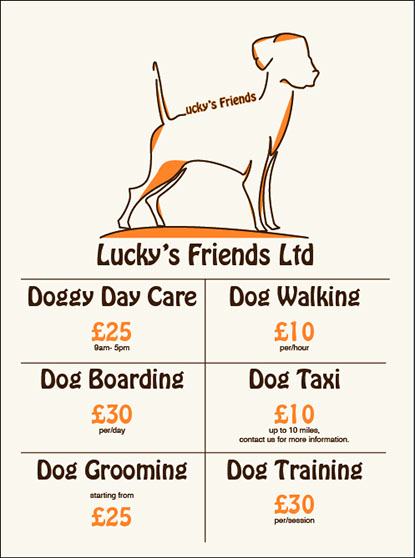 Lucky's Friends
Lucky's Friends Ltd
Doggy Day Care
£25
9am- 5pm
Dog Walking
£10
per/hour
Dog Boarding
£30
per/day
Dog Taxi
£10
up to 10 miles,
contact us for more information.
Dog Grooming
starting from
£25
Dog Training
£30
per/session